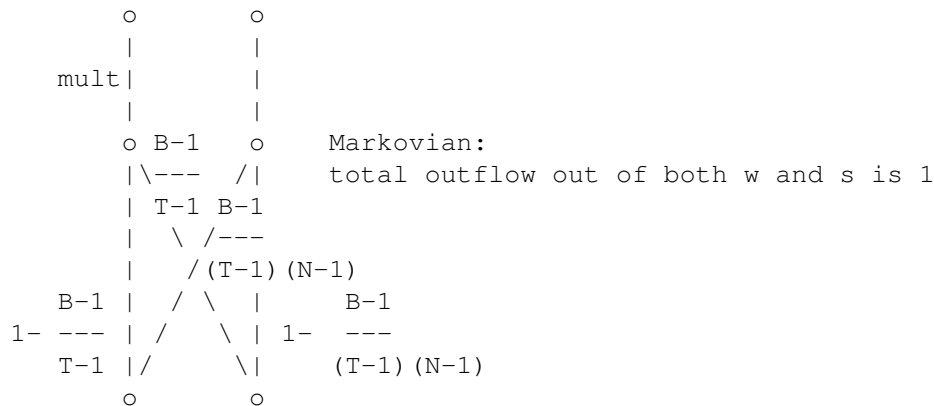 o o
| |
mult| |
| |
o B-1 o Markovian:
|\--- /| total outflow out of both w and s is 1
| T-1 B-1
| \ /---
| /(T-1)(N-1)
B-1 | / \ | B-1
1- --- | / \ | 1- ---
T-1 |/ \| (T-1)(N-1)
o o